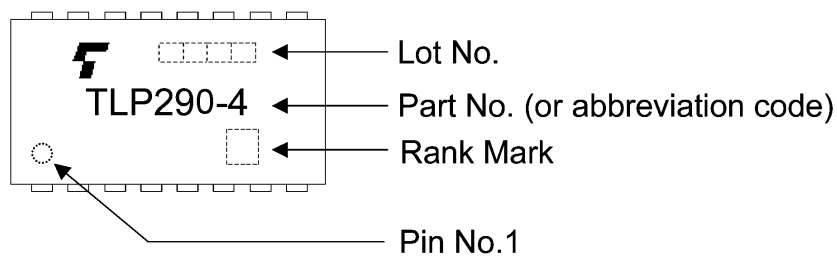 Lot No.
TLP290-4
Part No. (or abbreviation code)
Rank Mark
Pin No.1